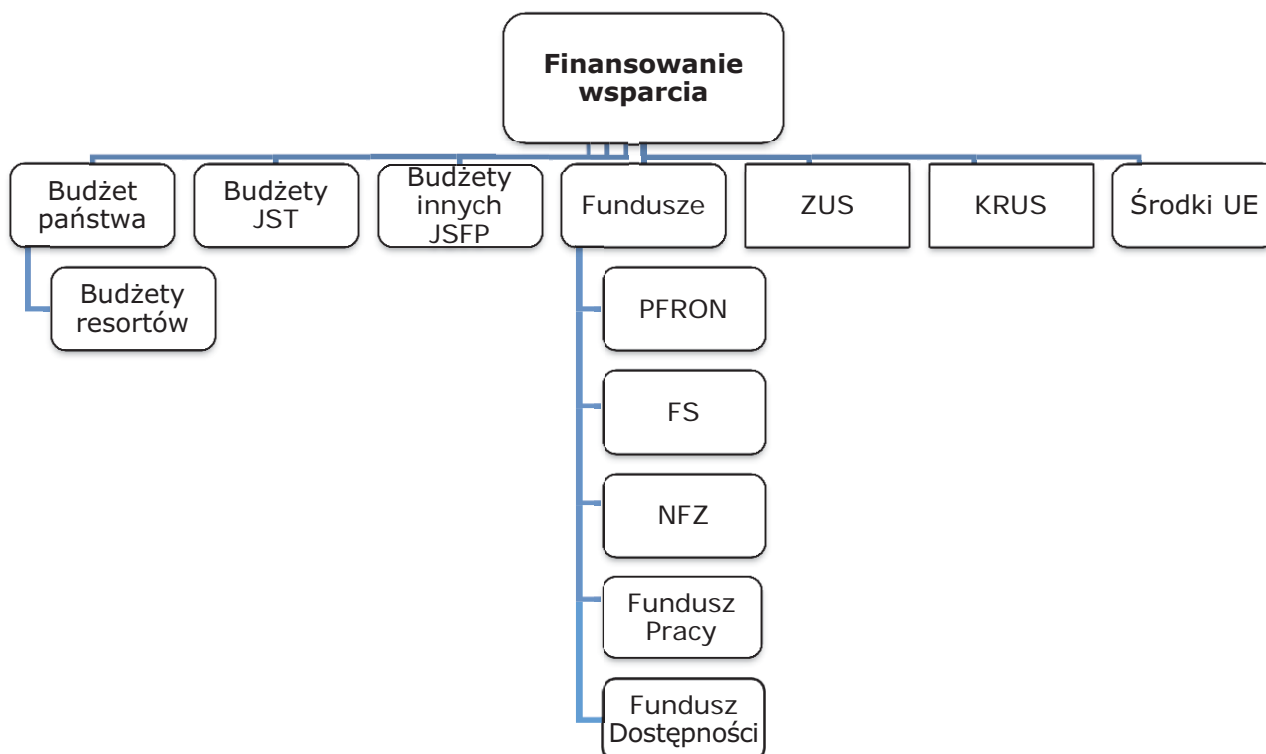 Finansowanie
wsparcia
Budżet
państwa
Budżety
JST
Budżety
innych
JSFP
Fundusze
ZUS
KRUS
Środki UE
Budżety
resortów
PFRON
FS
NFZ
Fundusz
Pracy
Fundusz
Dostępności